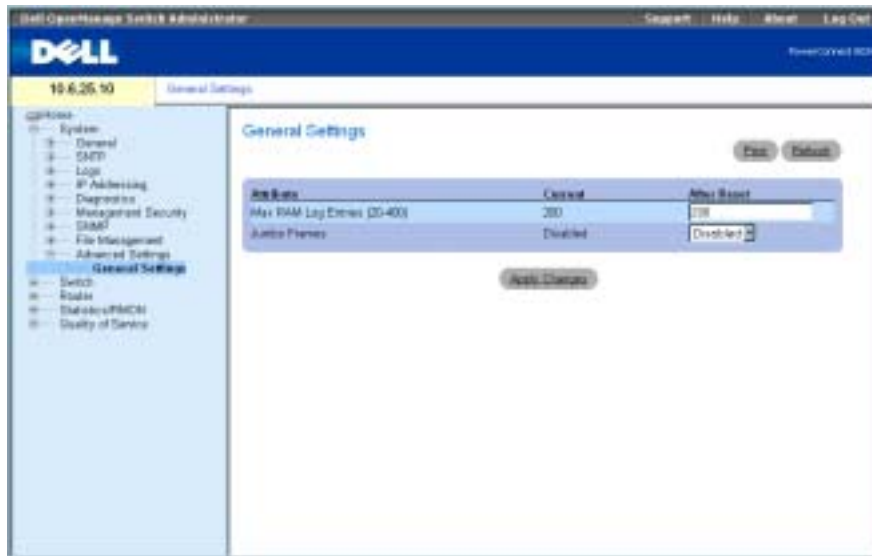 Dell OpenManage Switch Administrator
Support Help About Log Out
DELL
PowerConnect
10.6.25.10
General Settings
Home
System
General
SNTP
Logs
IP Addressing
Diagnostics
Management Security
SNMP
File Management
Advanced Settings
General Settings
Switch
Router
Statistics/RMON
Quality of Service
General Settings
Print Refresh
Attribute Current After Reset
Max RAM Log Entries (20-400) 200 200
Jumbo Frames Disabled Disabled
Apply Changes